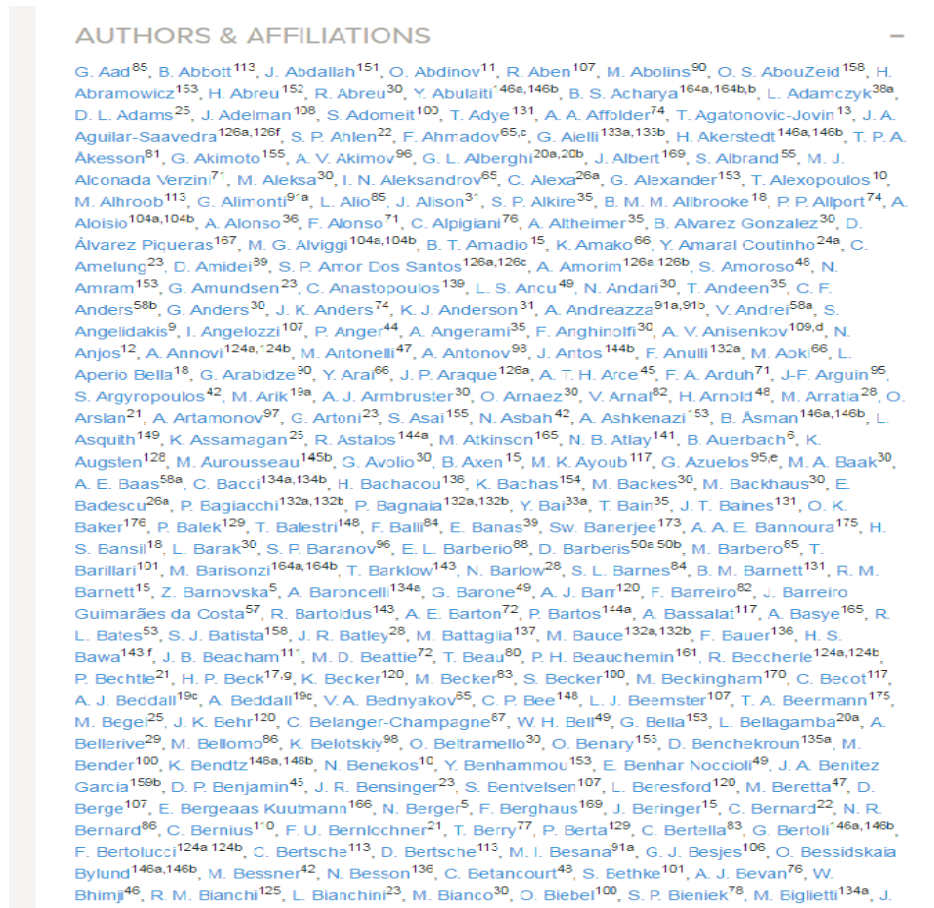 AUTHORS & AFFILIATIONS –
G. Aad85, B. Abbott113, J. Abdallah151, O. Abdinov11, R. Aben107, M. Abolins90, O. S. AbouZeid158, H.
Abramowicz153, H. Abreu152, R. Abreu30, Y. Abulaiti146a,146b, B. S. Acharya164a,164b,b, L. Adamczyk38a,
D. L. Adams25, J. Adelman108, S. Adomeit100, T. Adye131, A. A. Affolder74, T. Agatonovic-Jovin13, J. A.
Aguilar-Saavedra126a,126f, S. P. Ahlen22, F. Ahmadov65,c, G. Aielli133a,133b, H. Akerstedt146a,146b, T. P. A.
Åkesson81, G. Akimoto155, A. V. Akimov96, G. L. Alberghi20a,20b, J. Albert169, S. Albrand55, M. J.
Alconada Verzini71, M. Aleksa30, I. N. Aleksandrov65, C. Alexa26a, G. Alexander153, T. Alexopoulos10,
M. Alhroob113, G. Alimonti91a, L. Alio85, J. Alison31, S. P. Alkire35, B. M. M. Allbrooke18, P. P. Allport74, A.
Aloisio104a,104b, A. Alonso36, F. Alonso71, C. Alpigiani76, A. Altheimer35, B. Alvarez Gonzalez30, D.
Álvarez Piqueras167, M. G. Alviggi104a,104b, B. T. Amadio15, K. Amako66, Y. Amaral Coutinho24a, C.
Amelung23, D. Amidei89, S. P. Amor Dos Santos126a,126c, A. Amorim126a,126b, S. Amoroso48, N.
Amram153, G. Amundsen23, C. Anastopoulos139, L. S. Ancu49, N. Andari30, T. Andeen35, C. F.
Anders58b, G. Anders30, J. K. Anders74, K. J. Anderson31, A. Andreazza91a,91b, V. Andrei58a, S.
Angelidakis9, I. Angelozzi107, P. Anger44, A. Angerami35, F. Anghinolfi30, A. V. Anisenkov109,d, N.
Anjos12, A. Annovi124a,124b, M. Antonelli47, A. Antonov98, J. Antos144b, F. Anulli132a, M. Aoki66, L.
Aperio Bella18, G. Arabidze90, Y. Arai66, J. P. Araque126a, A. T. H. Arce45, F. A. Arduh71, J-F. Arguin95,
S. Argyropoulos42, M. Arik19a, A. J. Armbruster30, O. Arnaez30, V. Arnal82, H. Arnold48, M. Arratia28, O.
Arslan21, A. Artamonov97, G. Artoni23, S. Asai155, N. Asbah42, A. Ashkenazi153, B. Åsman146a,146b, L.
Asquith149, K. Assamagan25, R. Astalos144a, M. Atkinson165, N. B. Atlay141, B. Auerbach6, K.
Augsten128, M. Aurousseau145b, G. Avolio30, B. Axen15, M. K. Ayoub117, G. Azuelos95,e, M. A. Baak30,
A. E. Baas58a, C. Bacci134a,134b, H. Bachacou136, K. Bachas154, M. Backes30, M. Backhaus30, E.
Badescu26a, P. Bagiacchi132a,132b, P. Bagnaia132a,132b, Y. Bai33a, T. Bain35, J. T. Baines131, O. K.
Baker176, P. Balek129, T. Balestri148, F. Balli84, E. Banas39, Sw. Banerjee173, A. A. E. Bannoura175, H.
S. Bansil18, L. Barak30, S. P. Baranov96, E. L. Barberio88, D. Barberis50a,50b, M. Barbero85, T.
Barillari101, M. Barisonzi164a,164b, T. Barklow143, N. Barlow28, S. L. Barnes84, B. M. Barnett131, R. M.
Barnett15, Z. Barnovska5, A. Baroncelli134a, G. Barone49, A. J. Barr120, F. Barreiro82, J. Barreiro
Guimarães da Costa57, R. Bartoldus143, A. E. Barton72, P. Bartos144a, A. Bassalat117, A. Basye165, R.
L. Bates53, S. J. Batista158, J. R. Batley28, M. Battaglia137, M. Bauce132a,132b, F. Bauer136, H. S.
Bawa143,f, J. B. Beacham111, M. D. Beattie72, T. Beau80, P. H. Beauchemin161, R. Beccherle124a,124b,
P. Bechtle21, H. P. Beck17,g, K. Becker120, M. Becker83, S. Becker100, M. Beckingham170, C. Becot117,
A. J. Beddall19c, A. Beddall19c, V. A. Bednyakov65, C. P. Bee148, L. J. Beemster107, T. A. Beermann175,
M. Begel25, J. K. Behr120, C. Belanger-Champagne87, W. H. Bell49, G. Bella153, L. Bellagamba20a, A.
Bellerive29, M. Bellomo86, K. Belotskiy98, O. Beltramello30, O. Benary153, D. Benchekroun135a, M.
Bender100, K. Bendtz146a,146b, N. Benekos10, Y. Benhammou153, E. Benhar Noccioli49, J. A. Benitez
Garcia159b, D. P. Benjamin45, J. R. Bensinger23, S. Bentvelsen107, L. Beresford120, M. Beretta47, D.
Berge107, E. Bergeaas Kuutmann166, N. Berger5, F. Berghaus169, J. Beringer15, C. Bernard22, N. R.
Bernard86, C. Bernius110, F. U. Bernlochner21, T. Berry77, P. Berta129, C. Bertella83, G. Bertoli146a,146b,
F. Bertolucci124a,124b, C. Bertsche113, D. Bertsche113, M. I. Besana91a, G. J. Besjes106, O. Bessidskaia
Bylund146a,146b, M. Bessner42, N. Besson136, C. Betancourt48, S. Bethke101, A. J. Bevan76, W.
Bhimji46, R. M. Bianchi125, L. Bianchini23, M. Bianco30, O. Biebel100, S. P. Bieniek78, M. Biglietti134a, J.